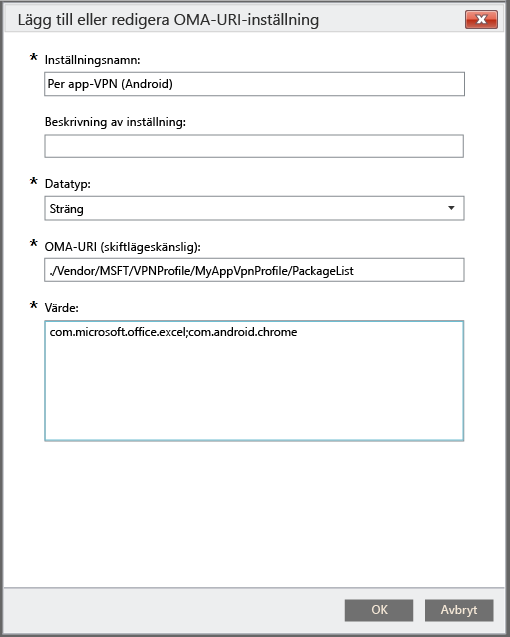 Lägg till eller redigera OMA-URI-inställning
* Inställningsnamn:
Per app-VPN (Android)
Beskrivning av inställning:
* Datatyp:
Sträng
* OMA-URI (skiftlägeskänslig):
./Vendor/MSFT/VPNProfile/MyAppVpnProfile/PackageList
* Värde:
com.microsoft.office.excel;com.android.chrome
OK Avbryt